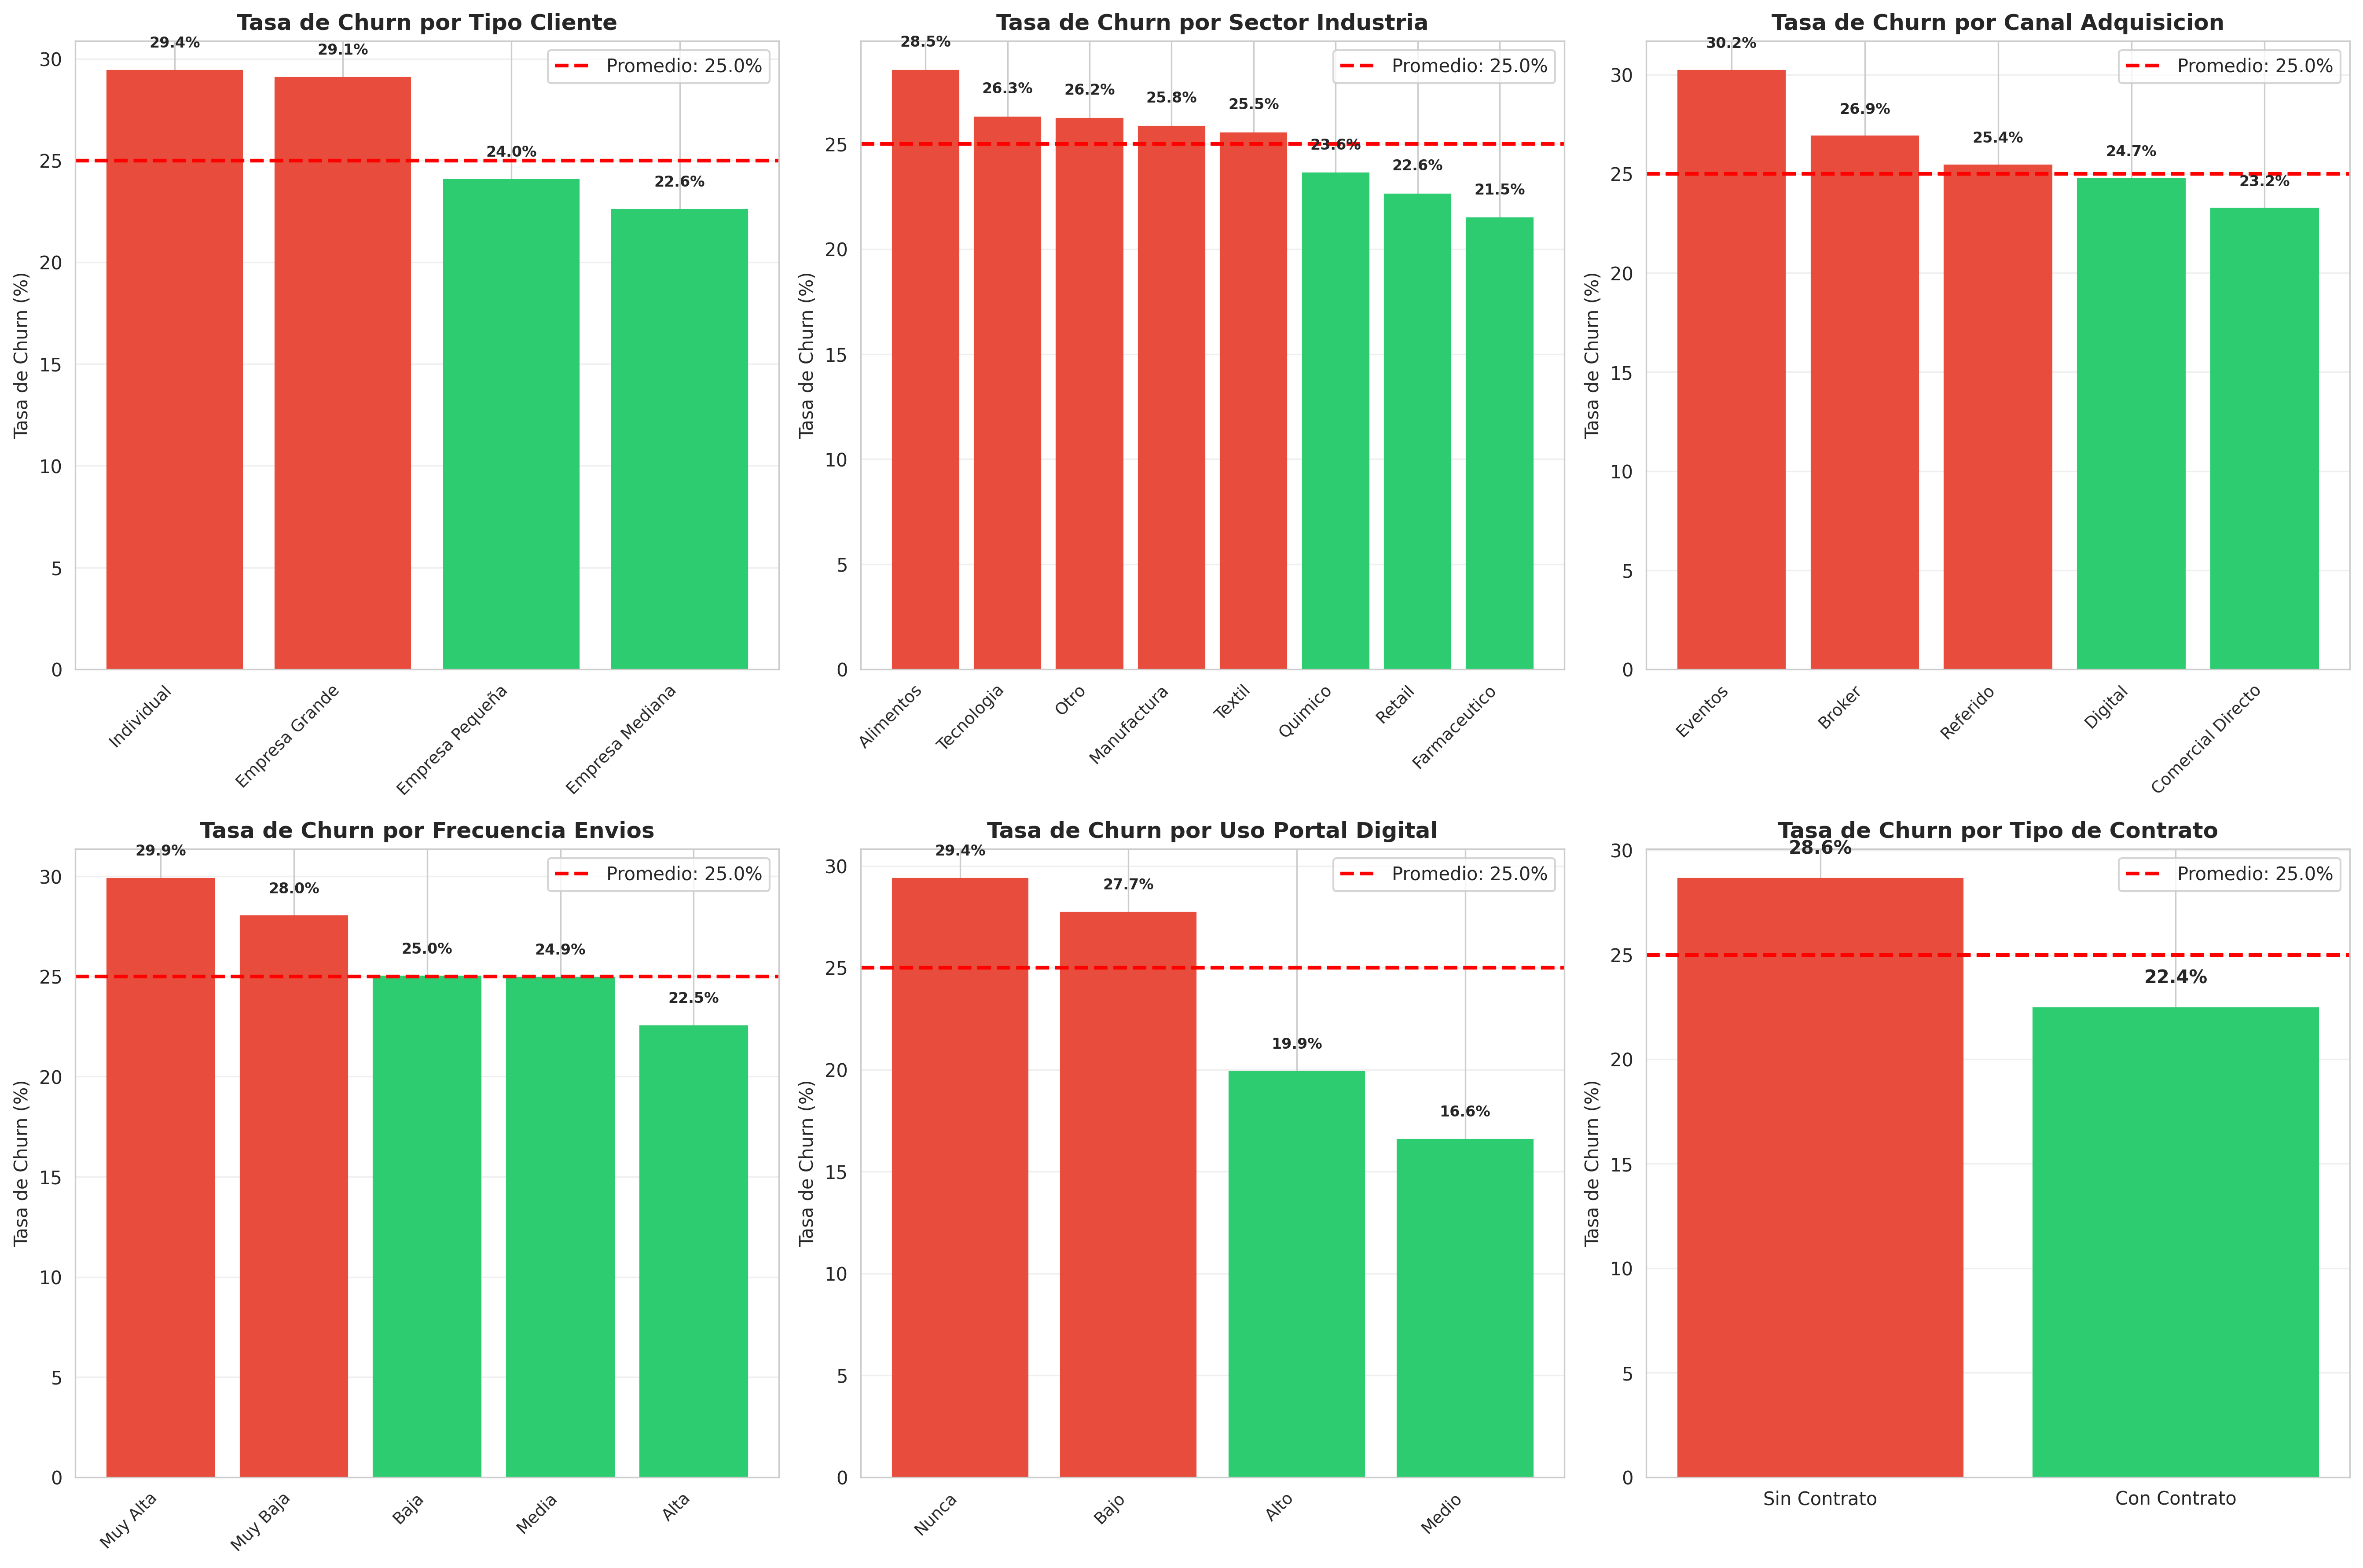 Tasa de Churn por Tipo Cliente
Tasa de Churn (%)
30
25
20
15
10
5
0
29.4%
29.1%
24.0%
22.6%
Promedio: 25.0%
Individual
Empresa Grande
Empresa Pequeña
Empresa Mediana
Tasa de Churn por Sector Industria
Tasa de Churn (%)
25
20
15
10
5
0
28.5%
26.3%
26.2%
25.8%
25.5%
23.6%
22.6%
21.5%
Promedio: 25.0%
Alimentos
Tecnologia
Otro
Manufactura
Textil
Quimico
Retail
Farmaceutico
Tasa de Churn por Canal Adquisicion
Tasa de Churn (%)
30
25
20
15
10
5
0
30.2%
26.9%
25.4%
24.7%
23.2%
Promedio: 25.0%
Eventos
Broker
Referido
Digital
Comercial Directo
Tasa de Churn por Frecuencia Envios
Tasa de Churn (%)
30
25
20
15
10
5
0
29.9%
28.0%
25.0%
24.9%
22.5%
Promedio: 25.0%
Muy Alta
Muy Baja
Baja
Media
Alta
Tasa de Churn por Uso Portal Digital
Tasa de Churn (%)
30
25
20
15
10
5
0
29.4%
27.7%
19.9%
16.6%
Promedio: 25.0%
Nunca
Bajo
Alto
Medio
Tasa de Churn por Tipo de Contrato
Tasa de Churn (%)
30
25
20
15
10
5
0
28.6%
22.4%
Promedio: 25.0%
Sin Contrato
Con Contrato